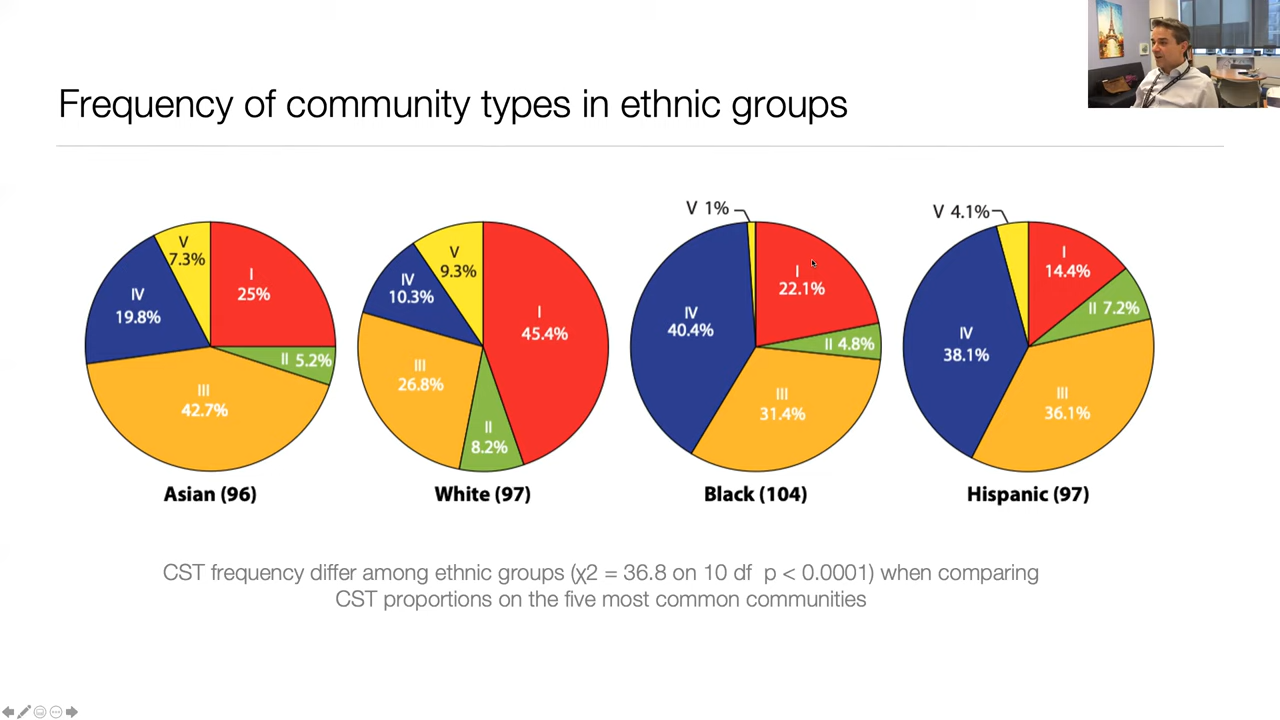 Frequency of community types in ethnic groups
V
7.3%
I
25%
IV
19.8%
II 5.2%
III
42.7%
Asian (96)
V
9.3%
IV
10.3%
I
45.4%
III
26.8%
II
8.2%
White (97)
V 1%
I
22.1%
IV
40.4%
II 4.8%
III
31.4%
Black (104)
V 4.1%
I
14.4%
II 7.2%
IV
38.1%
III
36.1%
Hispanic (97)
CST frequency differ among ethnic groups (χ2 = 36.8 on 10 df p < 0.0001) when comparing
CST proportions on the five most common communities